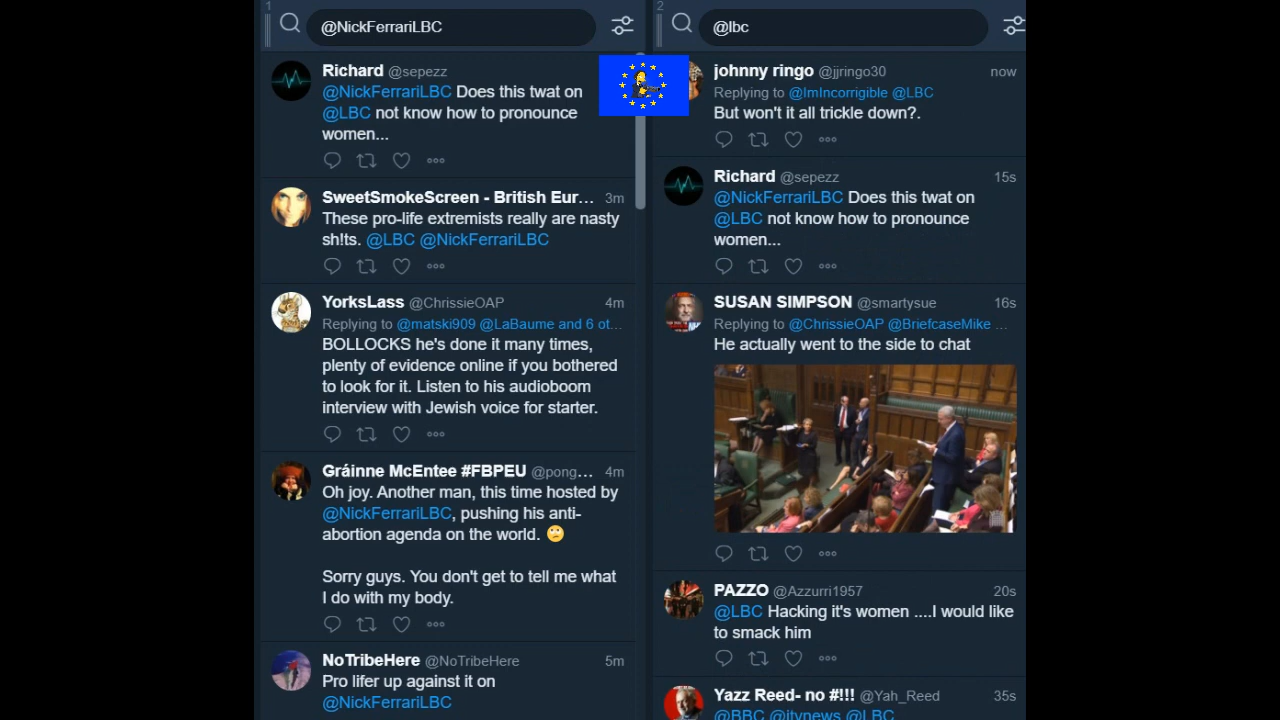 1
@NickFerrariLBC
Richard @sepezz
@NickFerrariLBC Does this twat on
@LBC not know how to pronounce
women...
SweetSmokeScreen - British Eur... 3m
These pro-life extremists really are nasty
sh!ts. @LBC @NickFerrariLBC
YorksLass @ChrissieOAP 4m
Replying to @matski909 @LaBaume and 6 ot...
BOLLOCKS he's done it many times,
plenty of evidence online if you bothered
to look for it. Listen to his audioboom
interview with Jewish voice for starter.
Gráinne McEntee #FBPEU @pong... 4m
Oh joy. Another man, this time hosted by
@NickFerrariLBC, pushing his anti-
abortion agenda on the world. 🙄
Sorry guys. You don't get to tell me what
I do with my body.
NoTribeHere @NoTribeHere 5m
Pro lifer up against it on
@NickFerrariLBC
2
@lbc
johnny ringo @jjringo30 now
Replying to @ImIncorrigible @LBC
But won't it all trickle down?.
Richard @sepezz 15s
@NickFerrariLBC Does this twat on
@LBC not know how to pronounce
women...
SUSAN SIMPSON @smartysue 16s
Replying to @ChrissieOAP @BriefcaseMike ...
He actually went to the side to chat
PAZZO @Azzurri1957 20s
@LBC Hacking it's women ....I would like
to smack him
Yazz Reed- no #!!! @Yah_Reed 35s
@BBC @itvnews @LBC